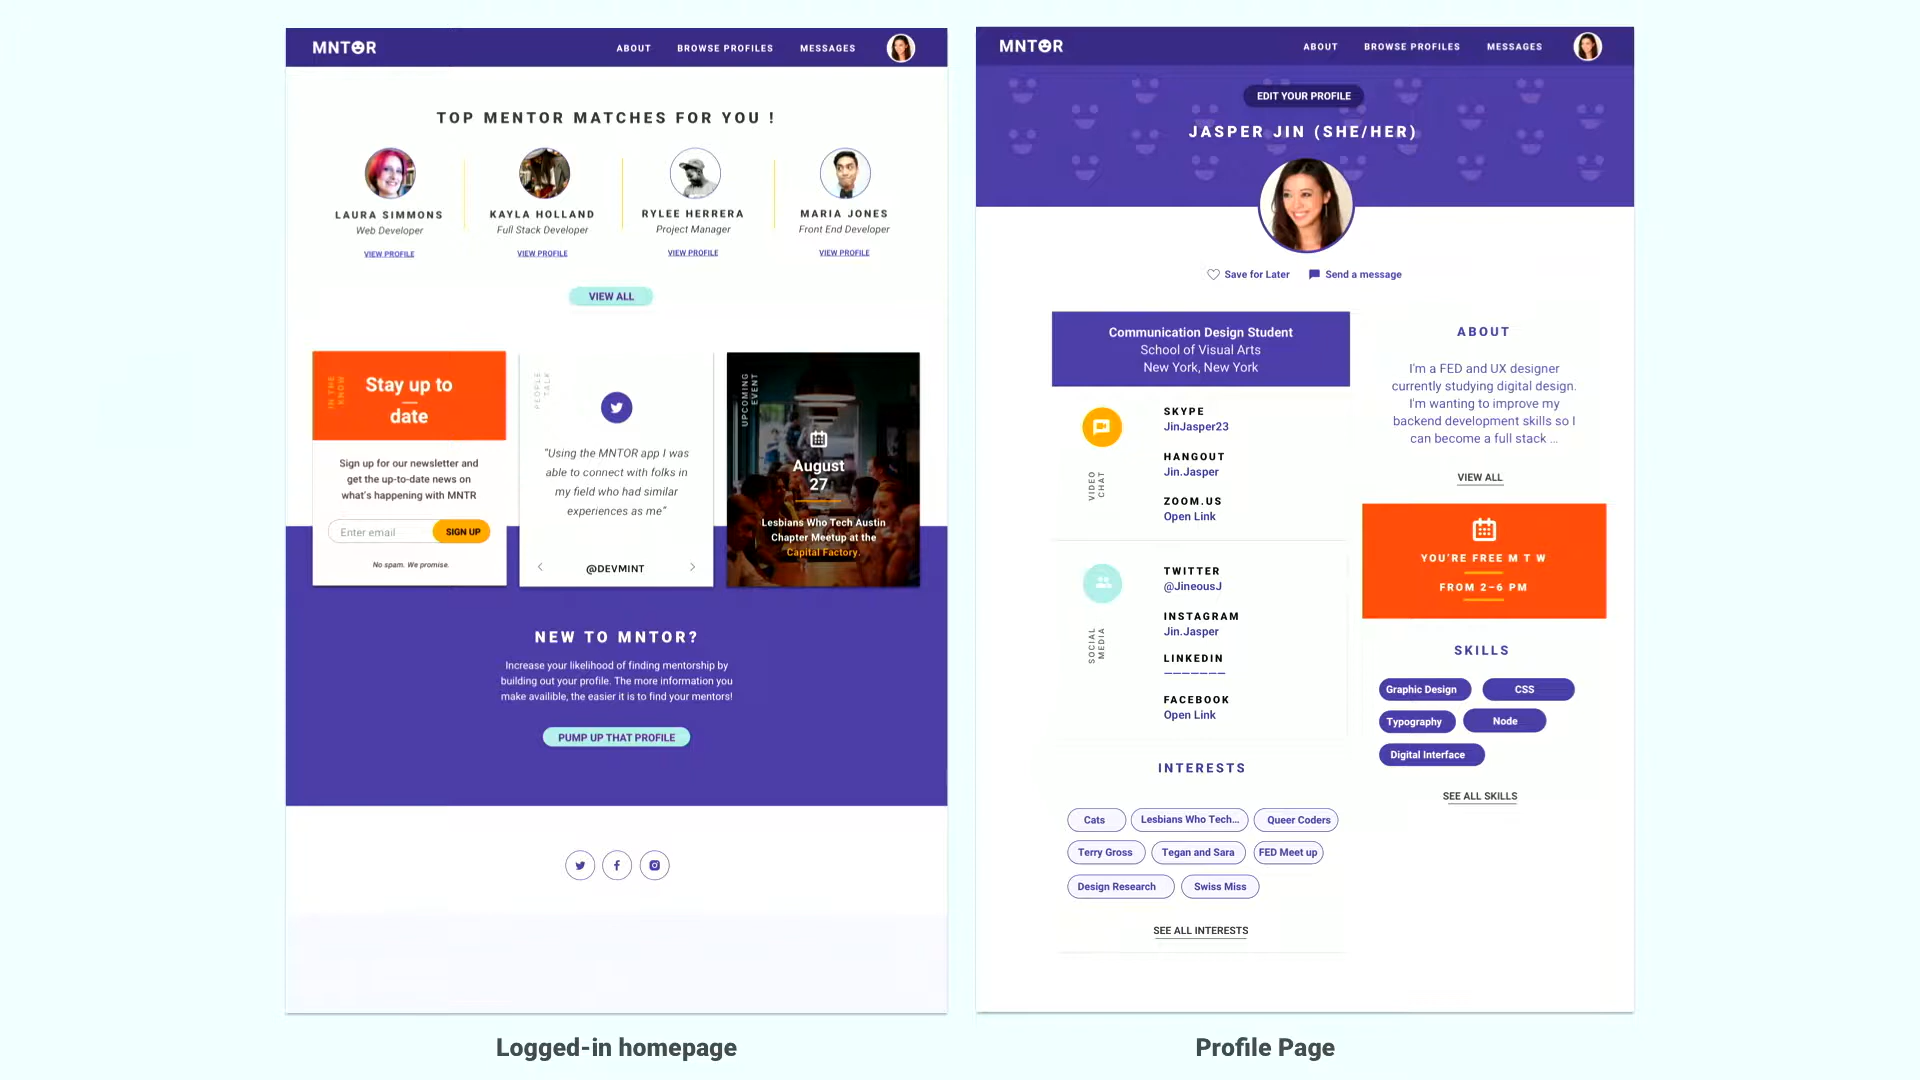 MNTOR
ABOUT
BROWSE PROFILES
MESSAGES
TOP MENTOR MATCHES FOR YOU !
LAURA SIMMONS
Web Developer
VIEW PROFILE
KAYLA HOLLAND
Full Stack Developer
VIEW PROFILE
RYLEE HERRERA
Project Manager
VIEW PROFILE
MARIA JONES
Front End Developer
VIEW PROFILE
VIEW ALL
IN THE
KNOW
Stay up to
date
Sign up for our newsletter and
get the up-to-date news on
what's happening with MNTR
Enter email
SIGN UP
No spam. We promise.
PEOPLE
TALK
"Using the MNTOR app I was
able to connect with folks in
my field who had similar
experiences as me"
@DEVMINT
UPCOMING
EVENT
August
27
Lesbians Who Tech Austin
Chapter Meetup at the
Capital Factory.
NEW TO MNTOR?
Increase your likelihood of finding mentorship by
building out your profile. The more information you
make availible, the easier it is to find your mentors!
PUMP UP THAT PROFILE
Logged-in homepage
MNTOR
ABOUT
BROWSE PROFILES
MESSAGES
EDIT YOUR PROFILE
JASPER JIN (SHE/HER)
Save for Later
Send a message
Communication Design Student
School of Visual Arts
New York, New York
VIDEO
CHAT
SKYPE
JinJasper23
HANGOUT
Jin.Jasper
ZOOM.US
Open Link
SOCIAL
MEDIA
TWITTER
@JineousJ
INSTAGRAM
Jin.Jasper
LINKEDIN
———————
FACEBOOK
Open Link
INTERESTS
Cats
Lesbians Who Tech...
Queer Coders
Terry Gross
Tegan and Sara
FED Meet up
Design Research
Swiss Miss
SEE ALL INTERESTS
ABOUT
I'm a FED and UX designer
currently studying digital design.
I'm wanting to improve my
backend development skills so I
can become a full stack ...
VIEW ALL
YOU'RE FREE M T W
FROM 2–6 PM
SKILLS
Graphic Design
CSS
Typography
Node
Digital Interface
SEE ALL SKILLS
Profile Page